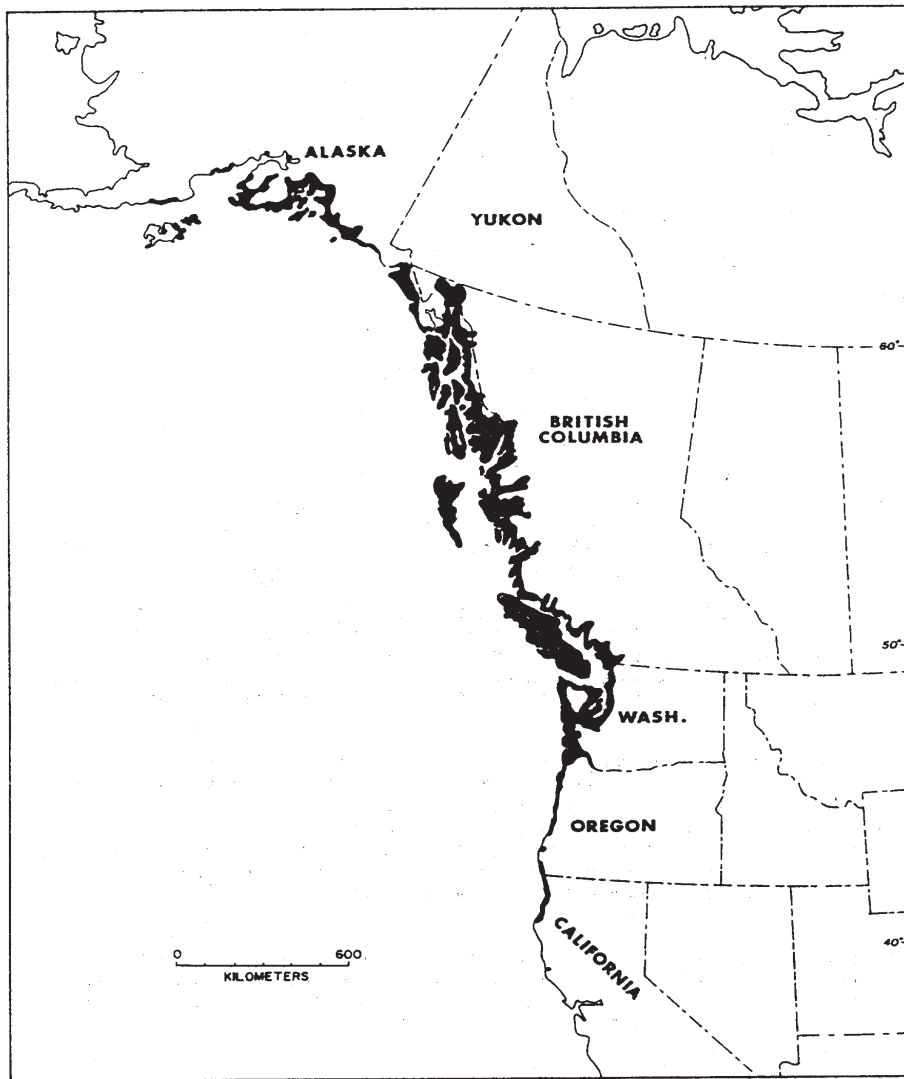 ALASKA
YUKON
60°
BRITISH
COLUMBIA
50°
WASH.
OREGON
CALIFORNIA
40°
0 600
KILOMETERS